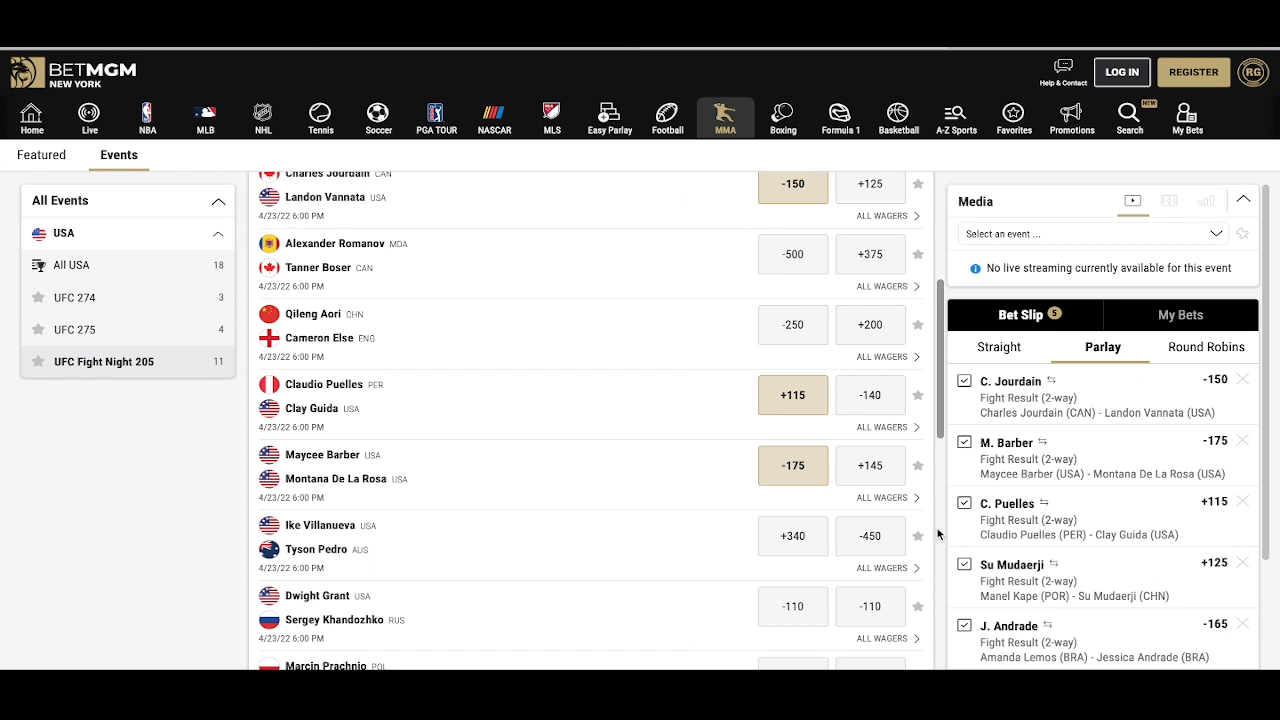 BETMGM
NEW YORK
Help & Contact
LOG IN
REGISTER
RG
Home
Live
NBA
MLB
NHL
Tennis
Soccer
PGA TOUR
NASCAR
MLS
Easy Parlay
Football
MMA
Boxing
Formula 1
Basketball
A-Z Sports
Favorites
Promotions
NEW
Search
My Bets
Featured
Events
All Events
USA
All USA 18
UFC 274 3
UFC 275 4
UFC Fight Night 205 11
Charles Jourdain CAN
Landon Vannata USA
-150 +125
4/23/22 6:00 PM
ALL WAGERS
Alexander Romanov MDA
Tanner Boser CAN
-500 +375
4/23/22 6:00 PM
ALL WAGERS
Qileng Aori CHN
Cameron Else ENG
-250 +200
4/23/22 6:00 PM
ALL WAGERS
Claudio Puelles PER
Clay Guida USA
+115 -140
4/23/22 6:00 PM
ALL WAGERS
Maycee Barber USA
Montana De La Rosa USA
-175 +145
4/23/22 6:00 PM
ALL WAGERS
Ike Villanueva USA
Tyson Pedro AUS
+340 -450
4/23/22 6:00 PM
ALL WAGERS
Dwight Grant USA
Sergey Khandozhko RUS
-110 -110
4/23/22 6:00 PM
ALL WAGERS
Marcin Prachnio POL
Media
Select an event ...
No live streaming currently available for this event
Bet Slip 5
My Bets
Straight
Parlay
Round Robins
C. Jourdain -150
Fight Result (2-way)
Charles Jourdain (CAN) - Landon Vannata (USA)
M. Barber -175
Fight Result (2-way)
Maycee Barber (USA) - Montana De La Rosa (USA)
C. Puelles +115
Fight Result (2-way)
Claudio Puelles (PER) - Clay Guida (USA)
Su Mudaerji +125
Fight Result (2-way)
Manel Kape (POR) - Su Mudaerji (CHN)
J. Andrade -165
Fight Result (2-way)
Amanda Lemos (BRA) - Jessica Andrade (BRA)